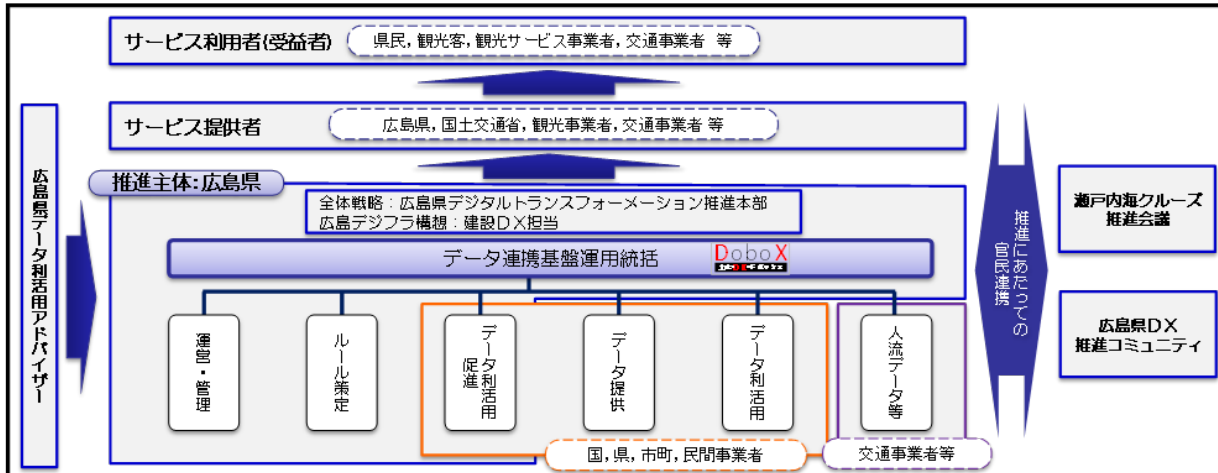 サービス利用者(受益者)
県民，観光客，観光サービス事業者，交通事業者 等
サービス提供者
広島県，国土交通省，観光事業者，交通事業者 等
広島県データ利活用アドバイザー
推進主体：広島県
全体戦略：広島県デジタルトランスフォーメーション推進本部
広島デジフラ構想：建設DX担当
データ連携基盤運用統括
DoboX
運営・管理
ルール策定
データ利活用
促進
データ提供
データ利活用
人流データ等
国，県，市町，民間事業者
交通事業者等
推進にあたっての
官民連携
瀬戸内海クルーズ
推進会議
広島県DX
推進コミュニティ